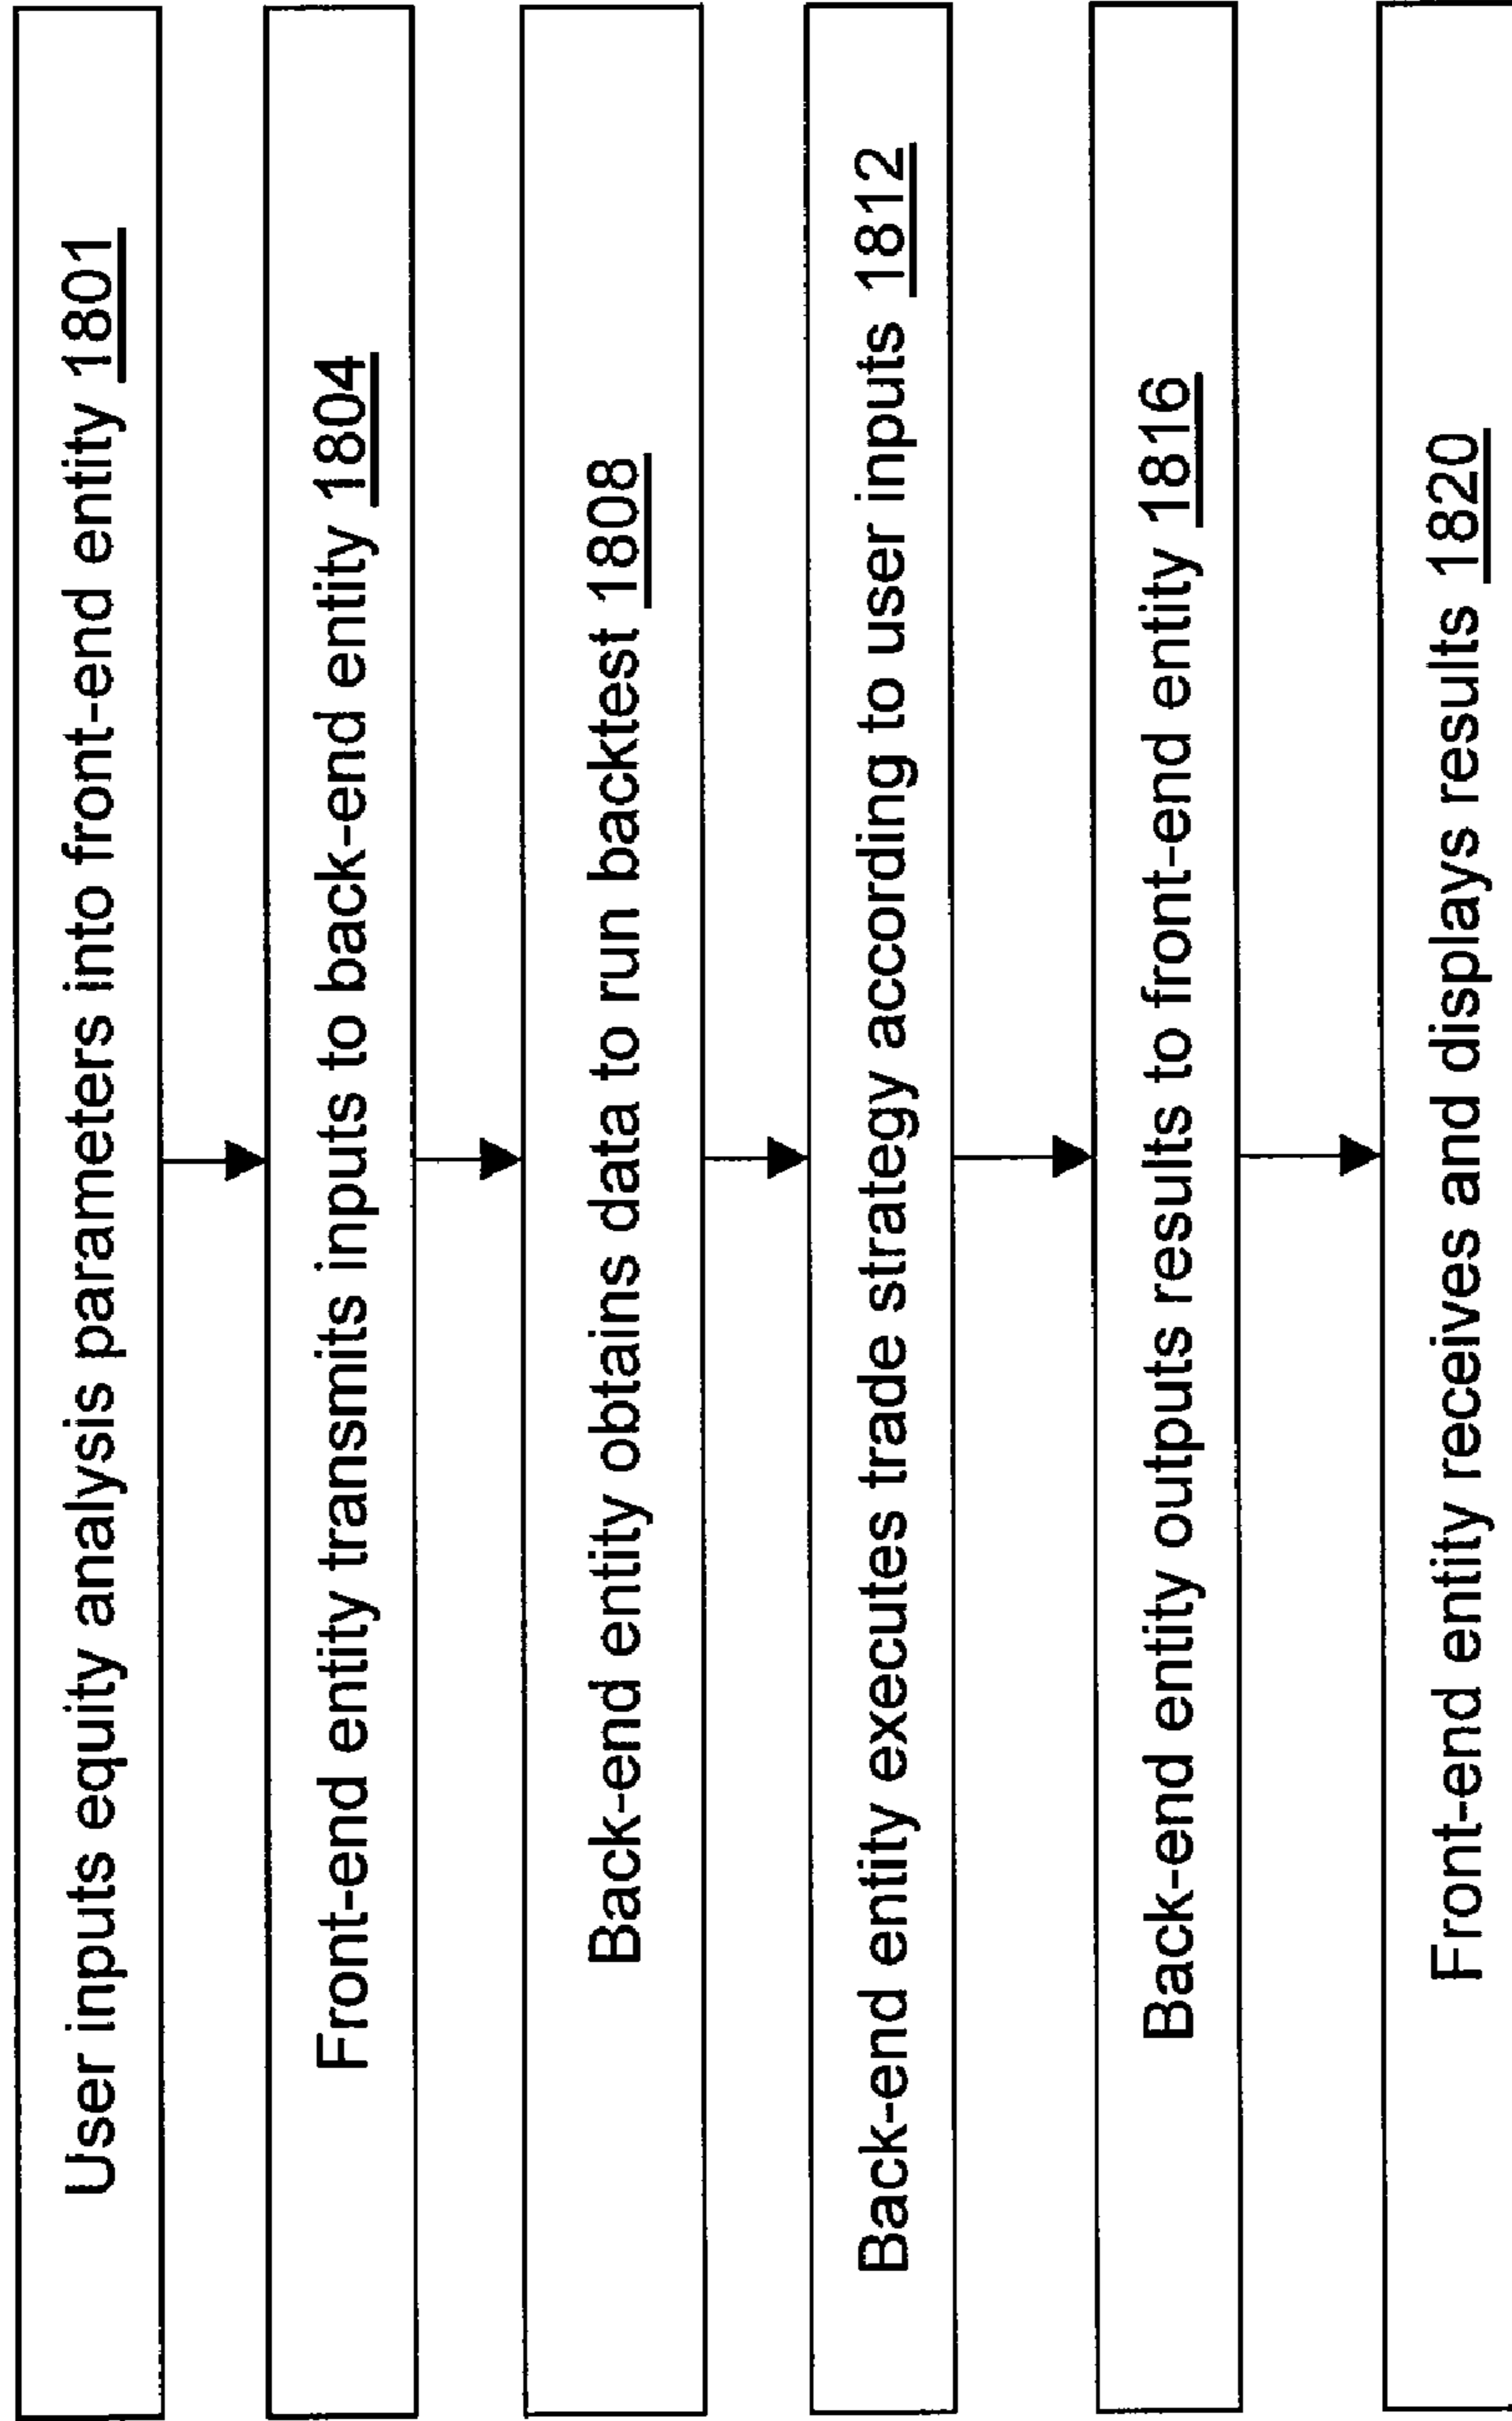 User inputs equity analysis parameters into front-end entity 1801
Front-end entity transmits inputs to back-end entity 1804
Back-end entity obtains data to run backtest 1808
Back-end entity executes trade strategy according to user inputs 1812
Back-end entity outputs results to front-end entity 1816
Front-end entity receives and displays results 1820